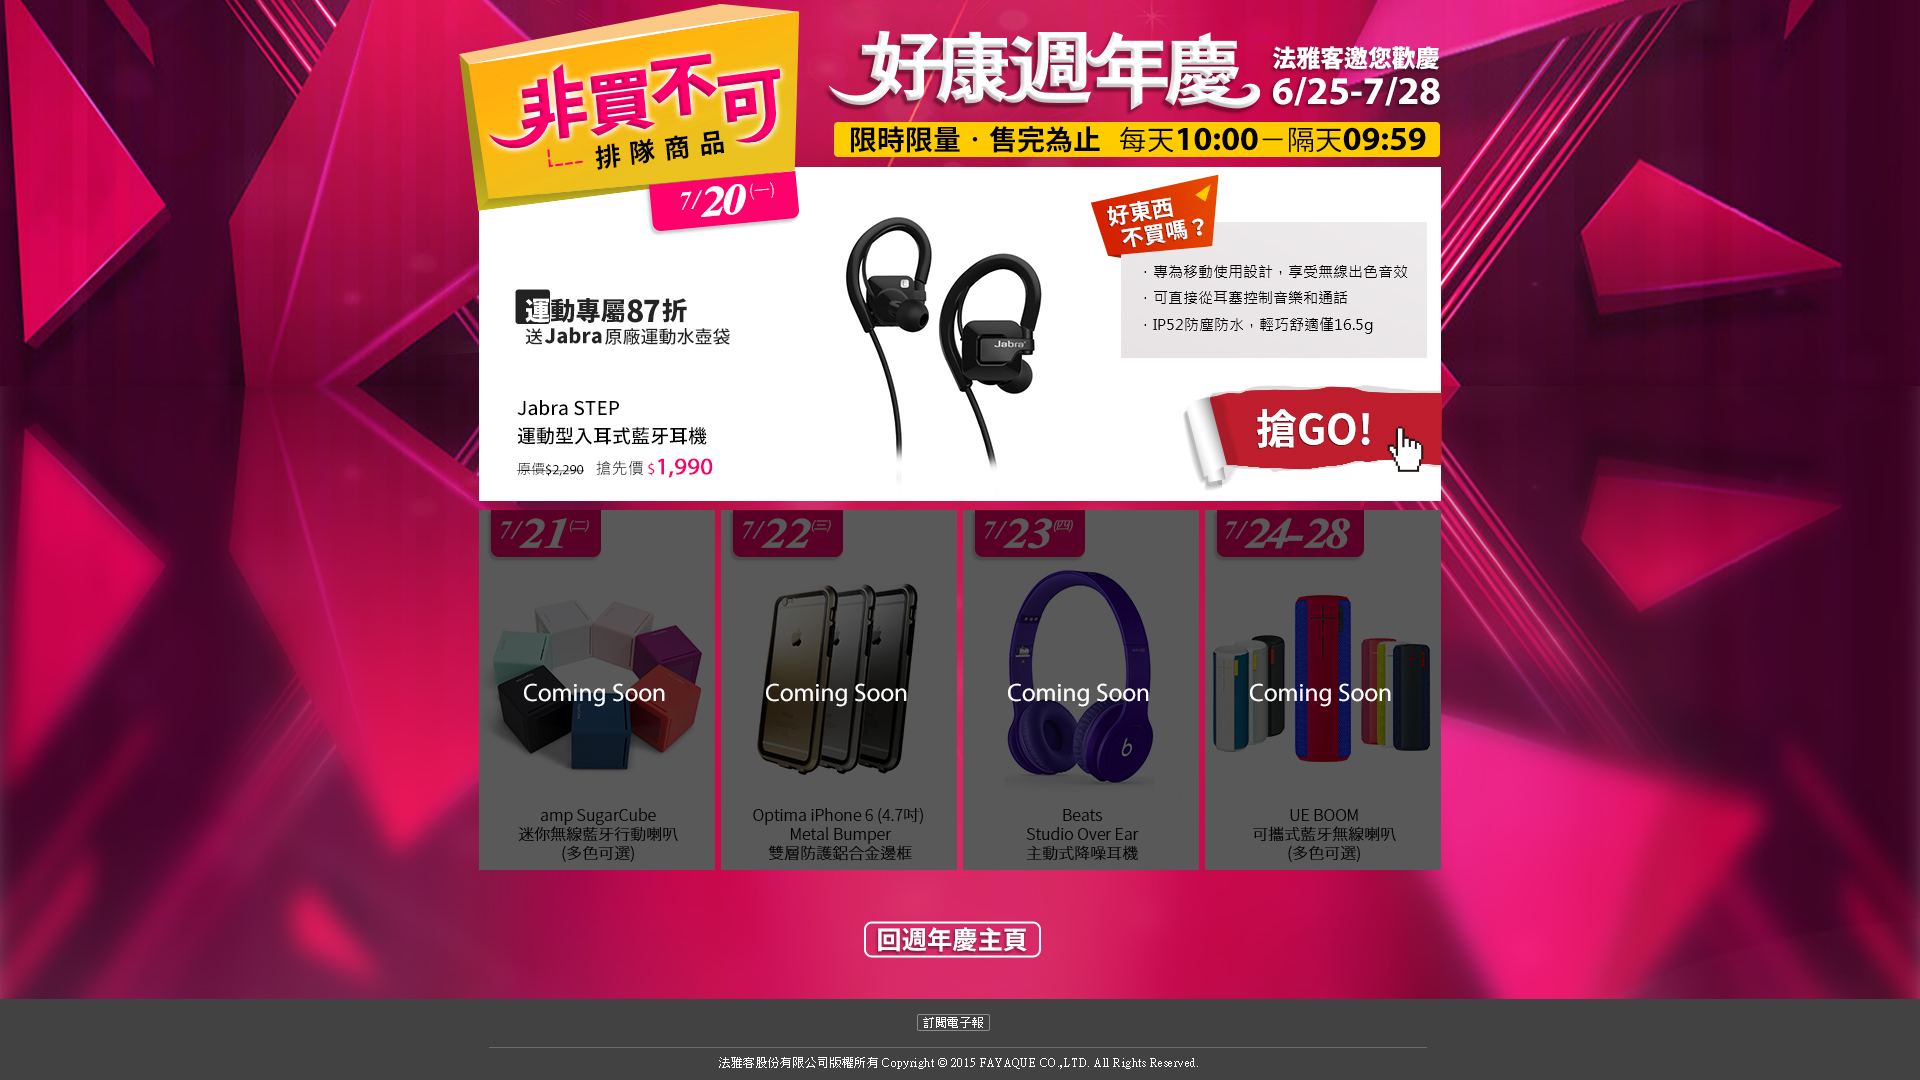 非買不可
排隊商品
好康週年慶
法雅客邀您歡慶
6/25-7/28
限時限量．售完為止 每天10:00－隔天09:59
7/20(一)
好東西
不買嗎？
．專為移動使用設計，享受無線出色音效
．可直接從耳塞控制音樂和通話
．IP52防塵防水，輕巧舒適僅16.5g
運動專屬87折
送Jabra原廠運動水壺袋
Jabra
Jabra STEP
運動型入耳式藍牙耳機
原價$2,290 搶先價$1,990
搶GO!
7/21(二)
Coming Soon
amp SugarCube
迷你無線藍牙行動喇叭
(多色可選)
7/22(三)
Coming Soon
Optima iPhone 6 (4.7吋)
Metal Bumper
雙層防護鋁合金邊框
7/23(四)
Coming Soon
Beats
Studio Over Ear
主動式降噪耳機
7/24-28
Coming Soon
UE BOOM
可攜式藍牙無線喇叭
(多色可選)
回週年慶主頁
訂閱電子報
法雅客股份有限公司版權所有 Copyright © 2015 FAYAQUE CO.,LTD. All Rights Reserved.